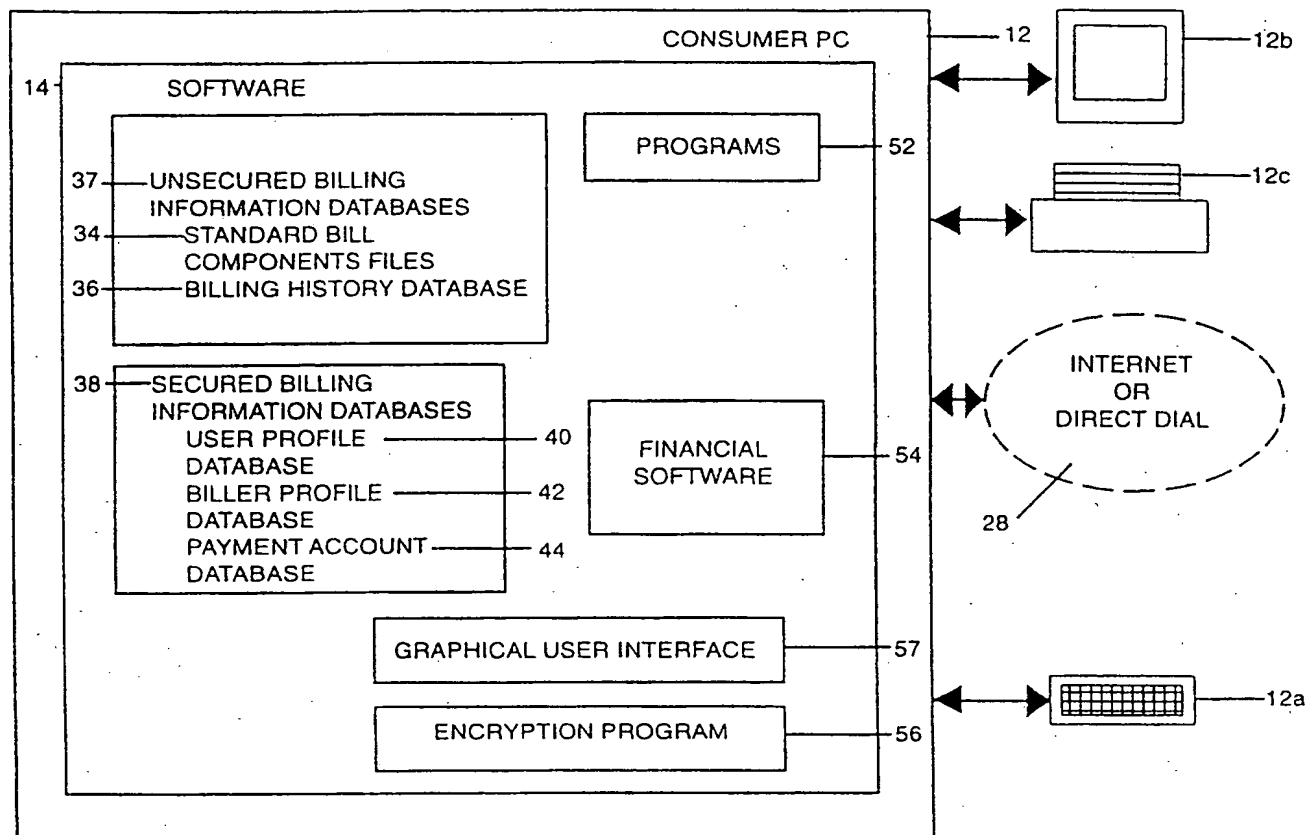 CONSUMER PC
12
12b
14
SOFTWARE
PROGRAMS
52
12c
37
UNSECURED BILLING
INFORMATION DATABASES
34
STANDARD BILL
COMPONENTS FILES
36
BILLING HISTORY DATABASE
38
SECURED BILLING
INFORMATION DATABASES
USER PROFILE
40
DATABASE
BILLER PROFILE
42
DATABASE
PAYMENT ACCOUNT
44
DATABASE
FINANCIAL
SOFTWARE
54
INTERNET
OR
DIRECT DIAL
28
GRAPHICAL USER INTERFACE
57
12a
ENCRYPTION PROGRAM
56